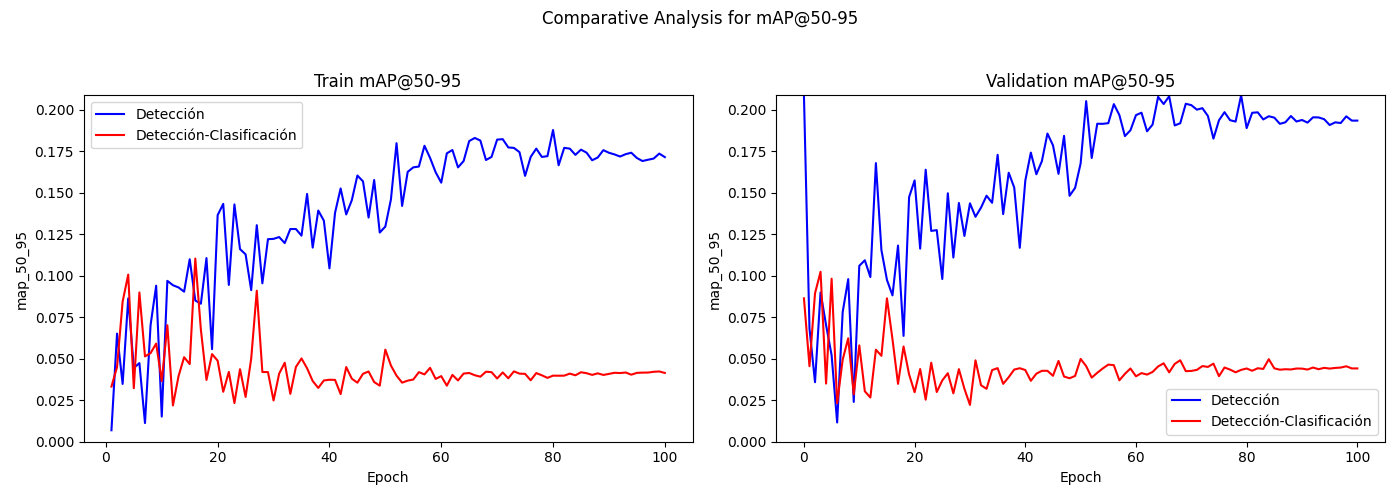 Comparative Analysis for mAP@50-95
Train mAP@50-95
Detección
Detección-Clasificación
map_50_95
0.200
0.175
0.150
0.125
0.100
0.075
0.050
0.025
0.000
0 20 40 60 80 100
Epoch
Validation mAP@50-95
map_50_95
0.200
0.175
0.150
0.125
0.100
0.075
0.050
0.025
0.000
Detección
Detección-Clasificación
0 20 40 60 80 100
Epoch